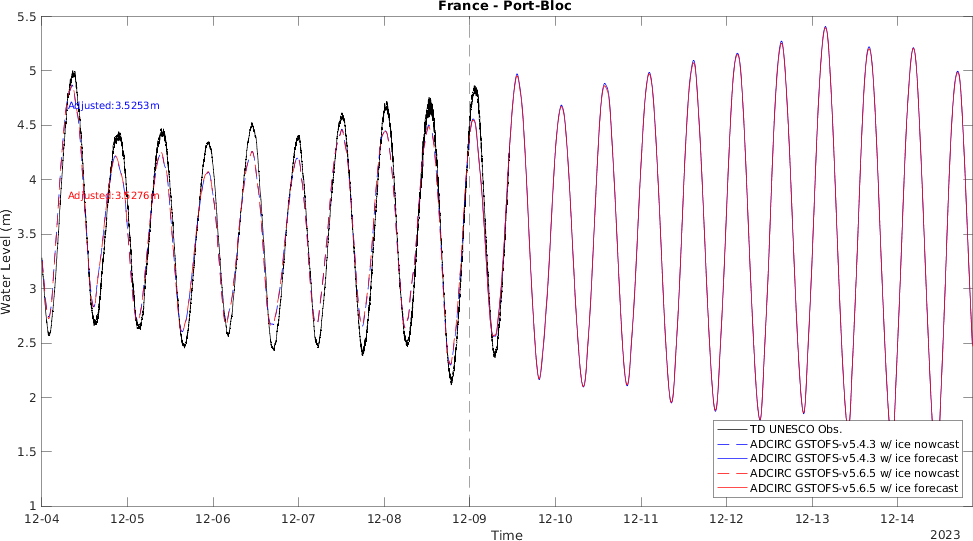 France - Port-Bloc
5.5
5
4.5
4
3.5
3
2.5
2
1.5
1
Water Level (m)
Adjusted:3.5253m
Adjusted:3.5276m
TD UNESCO Obs.
ADCIRC GSTOFS-v5.4.3 w/ ice nowcast
ADCIRC GSTOFS-v5.4.3 w/ ice forecast
ADCIRC GSTOFS-v5.6.5 w/ ice nowcast
ADCIRC GSTOFS-v5.6.5 w/ ice forecast
12-04 12-05 12-06 12-07 12-08 12-09 12-10 12-11 12-12 12-13 12-14
Time
2023